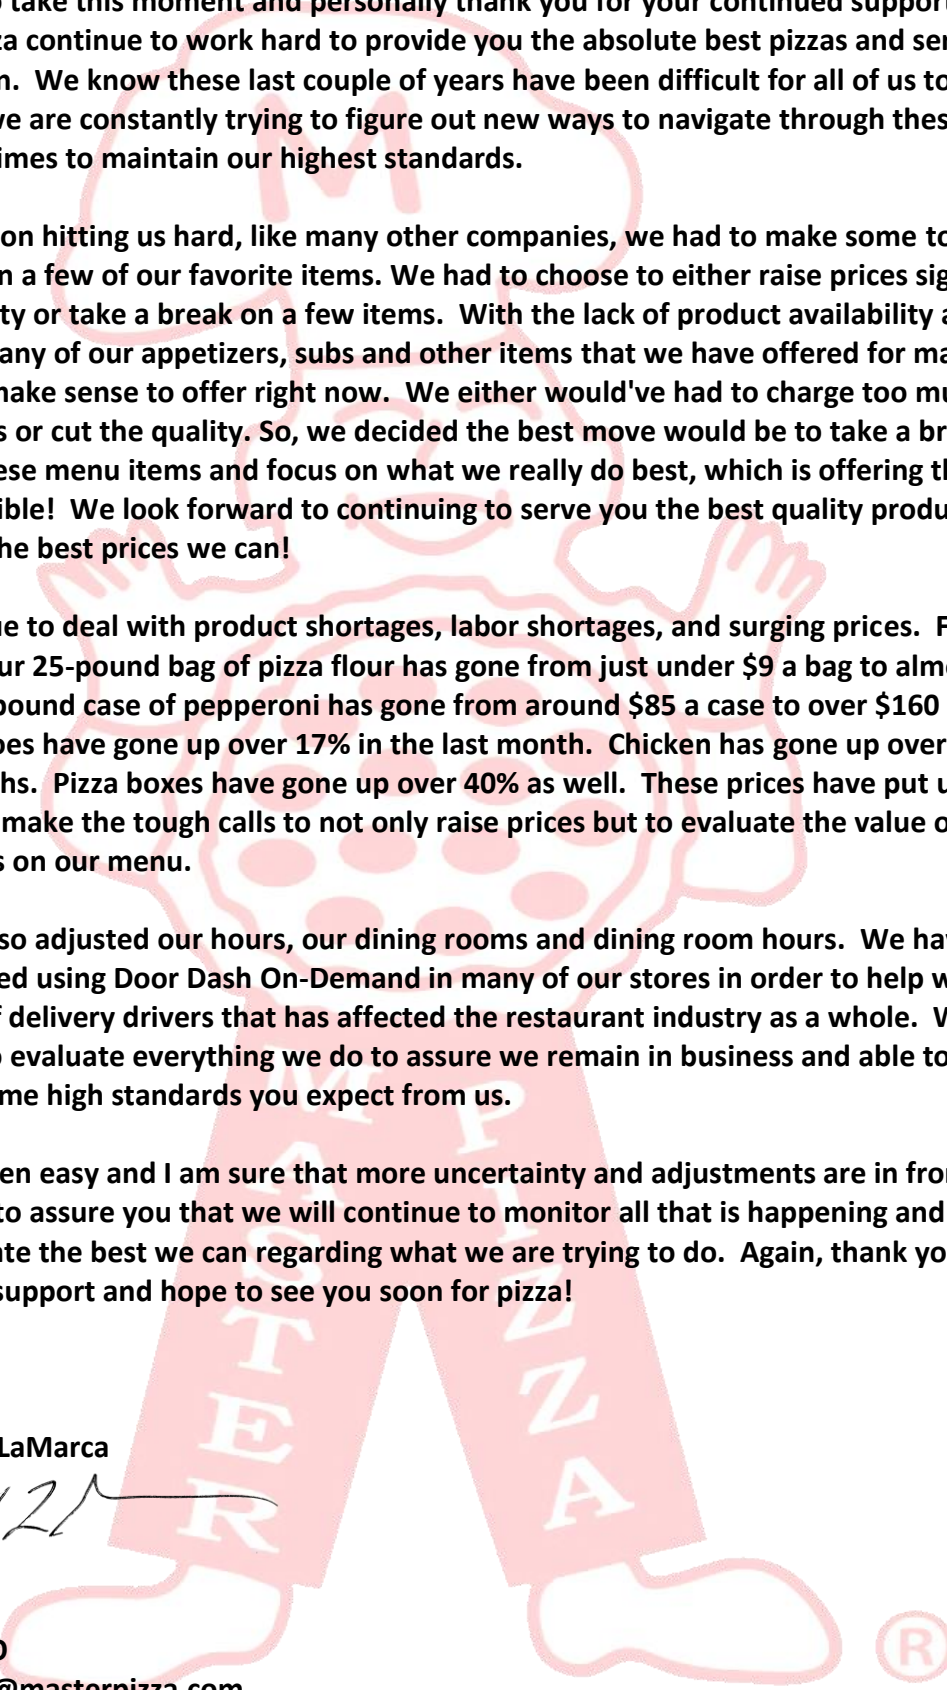 take this moment and personally thank you for your continued support
za continue to work hard to provide you the absolute best pizzas and ser
n. We know these last couple of years have been difficult for all of us to
we are constantly trying to figure out new ways to navigate through thes
imes to maintain our highest standards.
on hitting us hard, like many other companies, we had to make some to
n a few of our favorite items. We had to choose to either raise prices sig
ty or take a break on a few items. With the lack of product availability a
any of our appetizers, subs and other items that we have offered for ma
make sense to offer right now. We either would've had to charge too mu
s or cut the quality. So, we decided the best move would be to take a br
ese menu items and focus on what we really do best, which is offering th
ible! We look forward to continuing to serve you the best quality produ
he best prices we can!
ue to deal with product shortages, labor shortages, and surging prices. F
ur 25-pound bag of pizza flour has gone from just under $9 a bag to alm
pound case of pepperoni has gone from around $85 a case to over $160
pes have gone up over 17% in the last month. Chicken has gone up over
hs. Pizza boxes have gone up over 40% as well. These prices have put u
make the tough calls to not only raise prices but to evaluate the value o
s on our menu.
so adjusted our hours, our dining rooms and dining room hours. We ha
ed using Door Dash On-Demand in many of our stores in order to help w
f delivery drivers that has affected the restaurant industry as a whole. W
o evaluate everything we do to assure we remain in business and able to
me high standards you expect from us.
en easy and I am sure that more uncertainty and adjustments are in fro
to assure you that we will continue to monitor all that is happening and
ate the best we can regarding what we are trying to do. Again, thank yo
support and hope to see you soon for pizza!
LaMarca
@masterpizza.com
M
MASTER
PIZZA
®